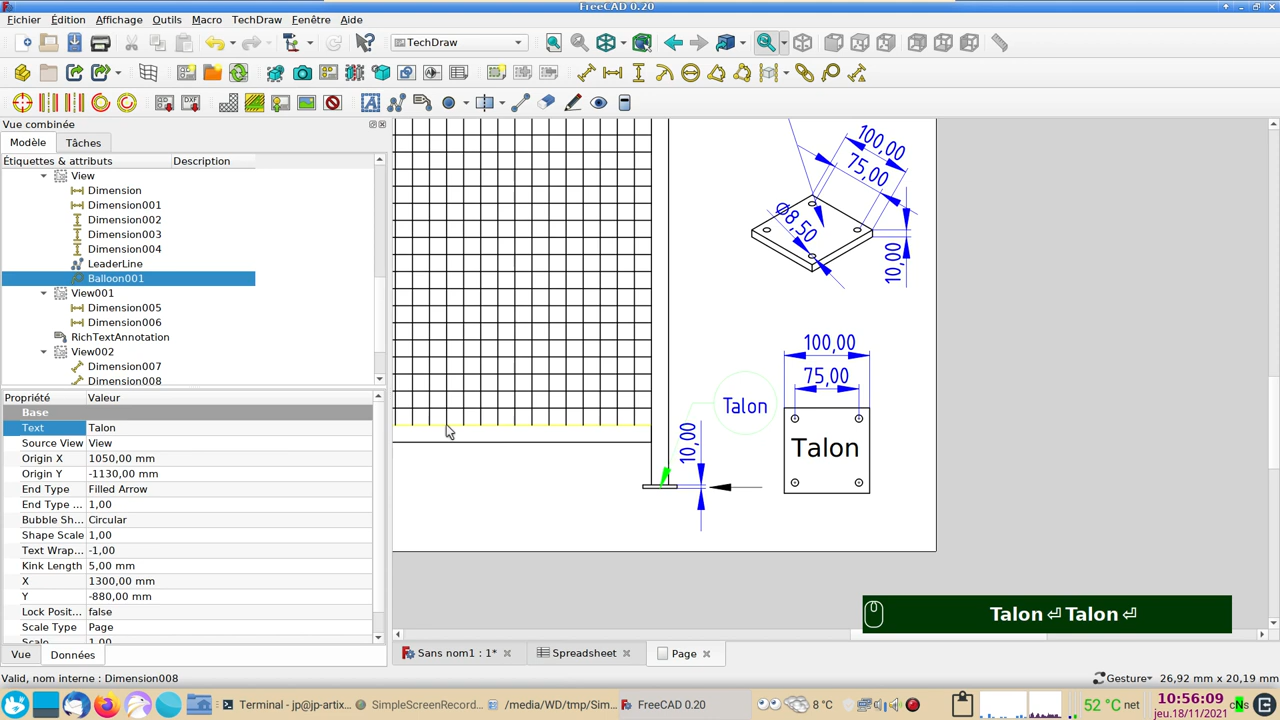 FreeCAD 0.20
Fichier Édition Affichage Outils Macro TechDraw Fenêtre Aide
TechDraw
Vue combinée
Modèle Tâches
Étiquettes & attributs Description
View
Dimension
Dimension001
Dimension002
Dimension003
Dimension004
LeaderLine
Balloon001
View001
Dimension005
Dimension006
RichTextAnnotation
View002
Dimension007
Dimension008
Propriété Valeur
Base
Text Talon
Source View View
Origin X 1050,00 mm
Origin Y -1130,00 mm
End Type Filled Arrow
End Type ... 1,00
Bubble Sh... Circular
Shape Scale 1,00
Text Wrap... -1,00
Kink Length 5,00 mm
X 1300,00 mm
Y -880,00 mm
Lock Posit... false
Scale Type Page
Scale 1,00
Vue Données
100,00
75,00
Ø8,50
10,00
100,00
75,00
Talon
10,00
Talon
Talon⏎Talon⏎
Sans nom1 : 1* Spreadsheet Page
Valid, nom interne : Dimension008
Gesture 26,92 mm x 20,19 mm
Terminal - jp@jp-artix... SimpleScreenRecord... /media/WD/tmp/Sim... FreeCAD 0.20
52°C net
10:56:09
jeu.18/11/2021
cNs